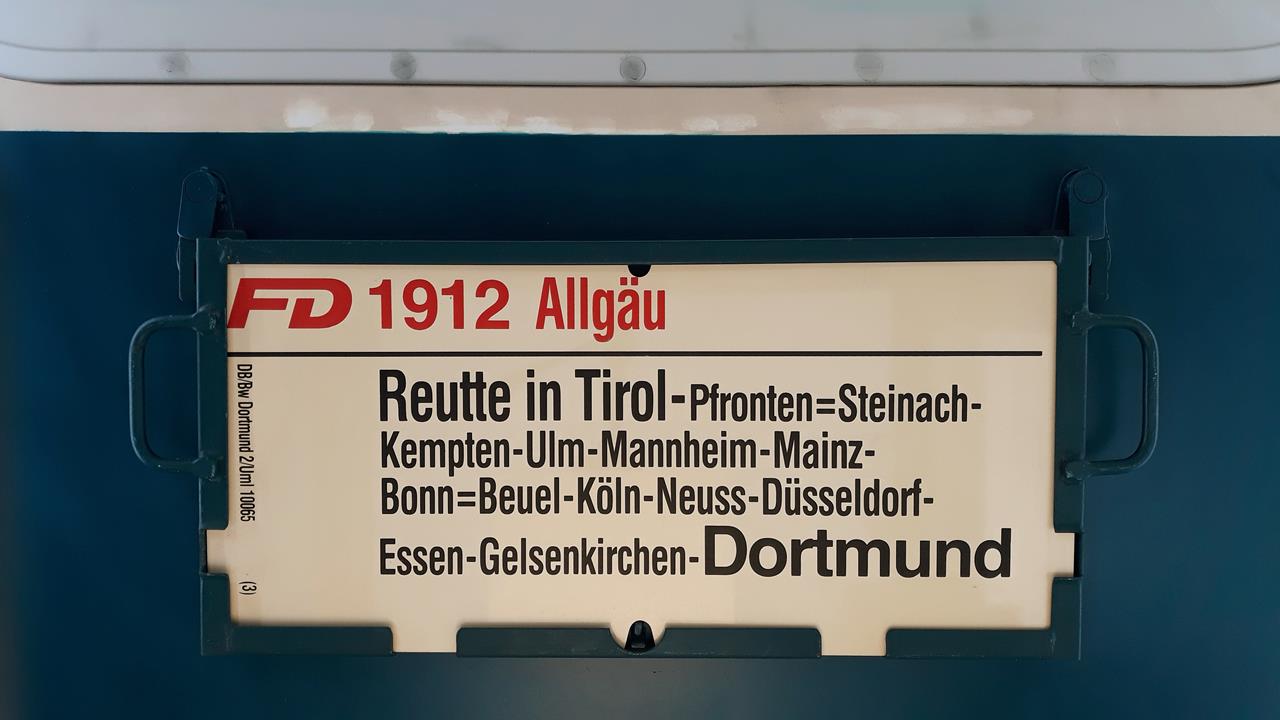 FD 1912 Allgäu
Reutte in Tirol-Pfronten=Steinach-
Kempten-Ulm-Mannheim-Mainz-
Bonn=Beuel-Köln-Neuss-Düsseldorf-
Essen-Gelsenkirchen-Dortmund
DB/Bw Dortmund 2/Uml 10065 (3)